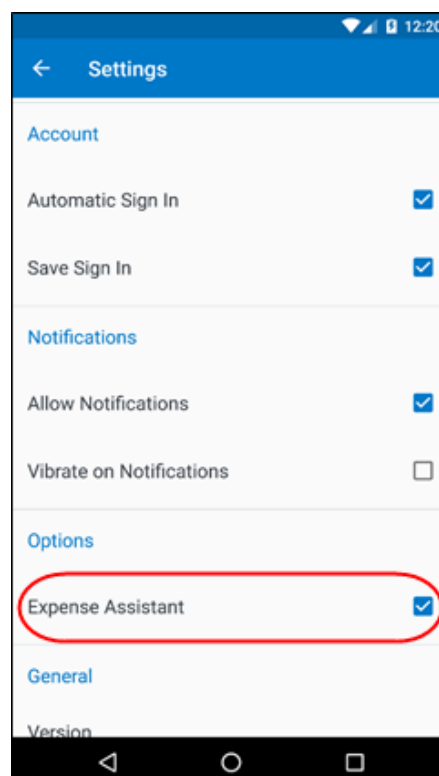 12:20
Settings
Account
Automatic Sign In
Save Sign In
Notifications
Allow Notifications
Vibrate on Notifications
Options
Expense Assistant
General
Version